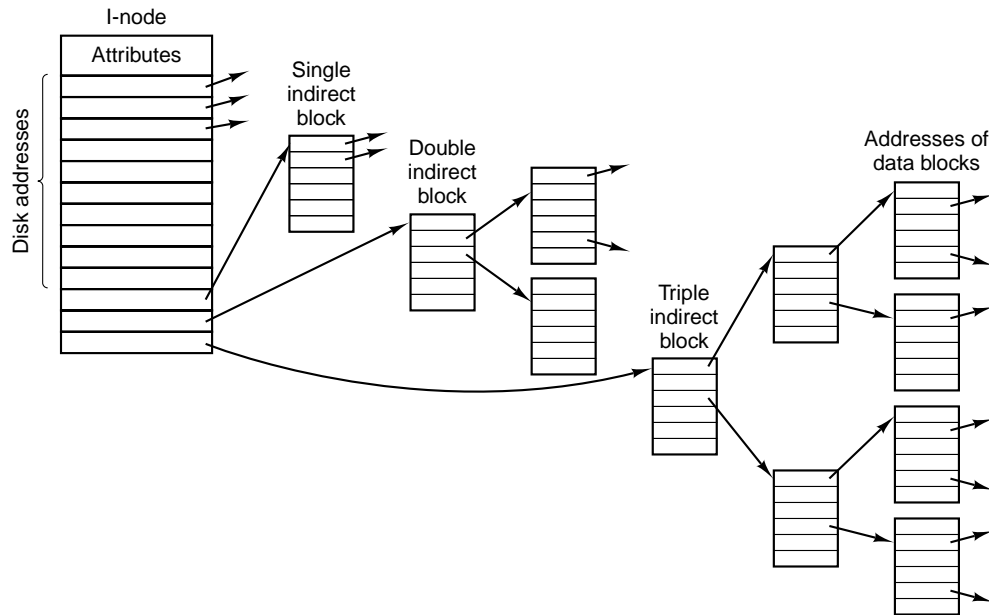 I-node
Attributes
Disk addresses
Single
indirect
block
Double
indirect
block
Triple
indirect
block
Addresses of
data blocks